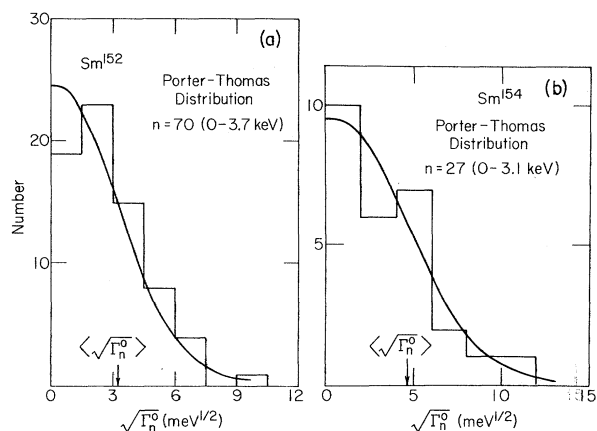 30
20
10
0
Number
(a)
Sm152
Porter-Thomas
Distribution
n = 70 (0-3.7 keV)
⟨√Γn⁰⟩
3
6
9
12
√Γn⁰ (meV1/2)
(b)
Sm154
Porter-Thomas
Distribution
n = 27 (0-3.1 keV)
10
5
⟨√Γn⁰⟩
0
5
10
15
√Γn⁰ (meV1/2)